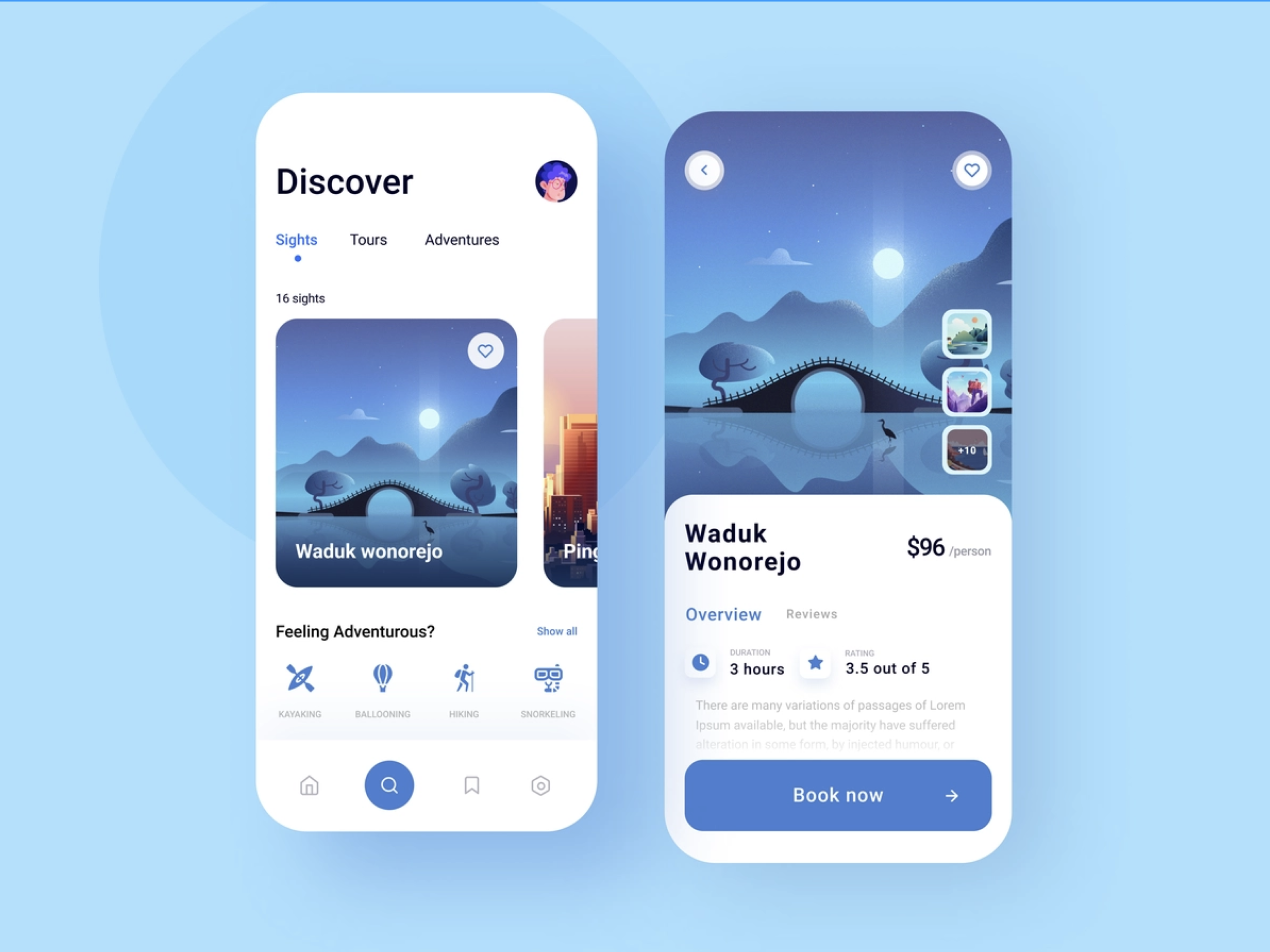 Discover
Sights Tours Adventures
16 sights
Waduk wonorejo
Feeling Adventurous? Show all
KAYAKING BALLOONING HIKING SNORKELING
+10
Waduk
Wonorejo
$96 /person
Overview Reviews
DURATION
3 hours
RATING
3.5 out of 5
There are many variations of passages of Lorem
Ipsum available, but the majority have suffered
alteration in some form, by injected humour, or
Book now